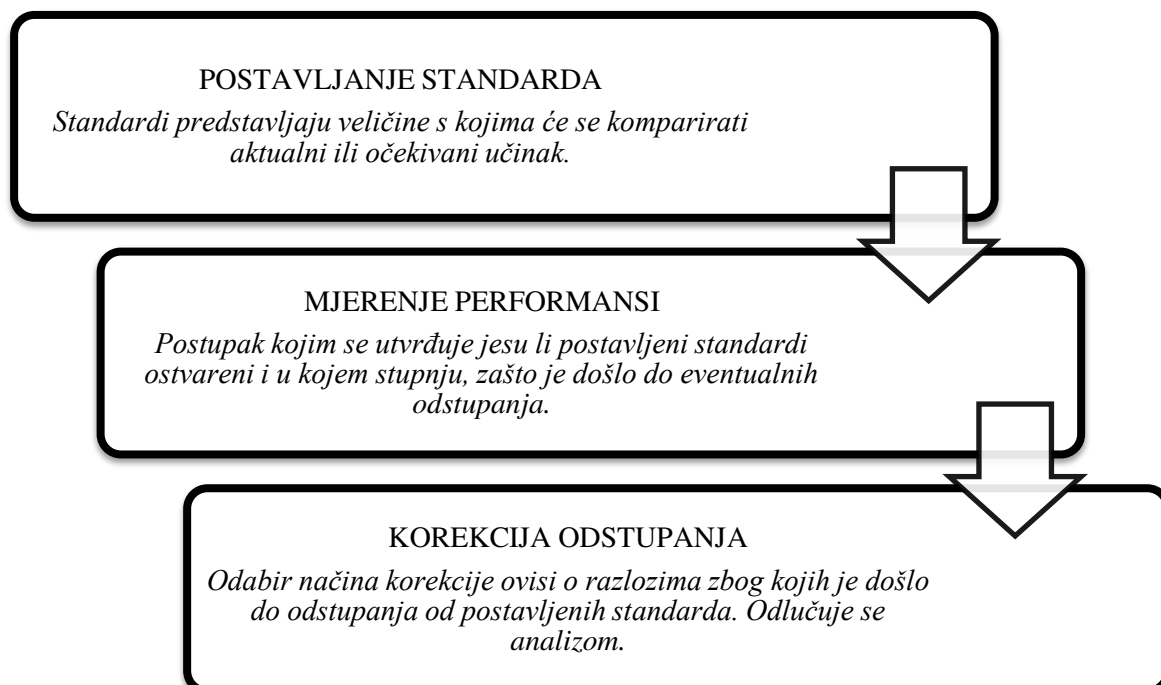 POSTAVLJANJE STANDARDA
Standardi predstavljaju veličine s kojima će se komparirati
aktualni ili očekivani učinak.
MJERENJE PERFORMANSI
Postupak kojim se utvrđuje jesu li postavljeni standardi
ostvareni i u kojem stupnju, zašto je došlo do eventualnih
odstupanja.
KOREKCIJA ODSTUPANJA
Odabir načina korekcije ovisi o razlozima zbog kojih je došlo
do odstupanja od postavljenih standarda. Odlučuje se
analizom.